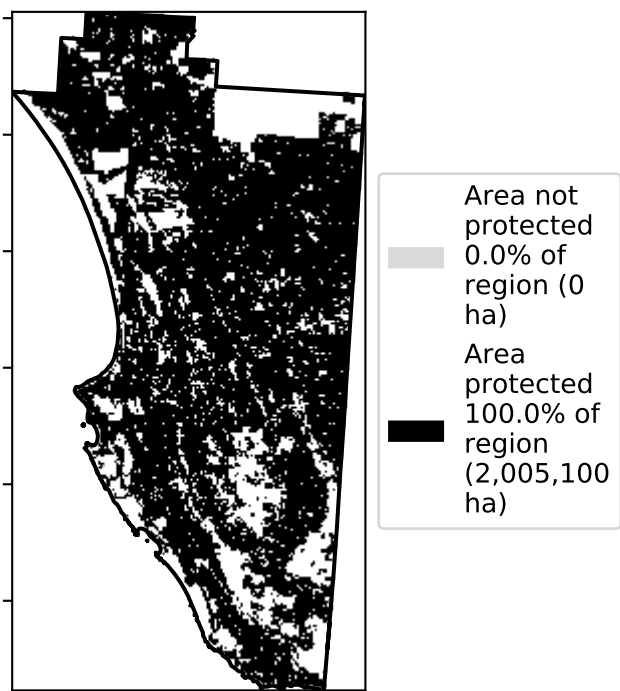 Area not
protected
0.0% of
region (0
ha)
Area
protected
100.0% of
region
(2,005,100
ha)